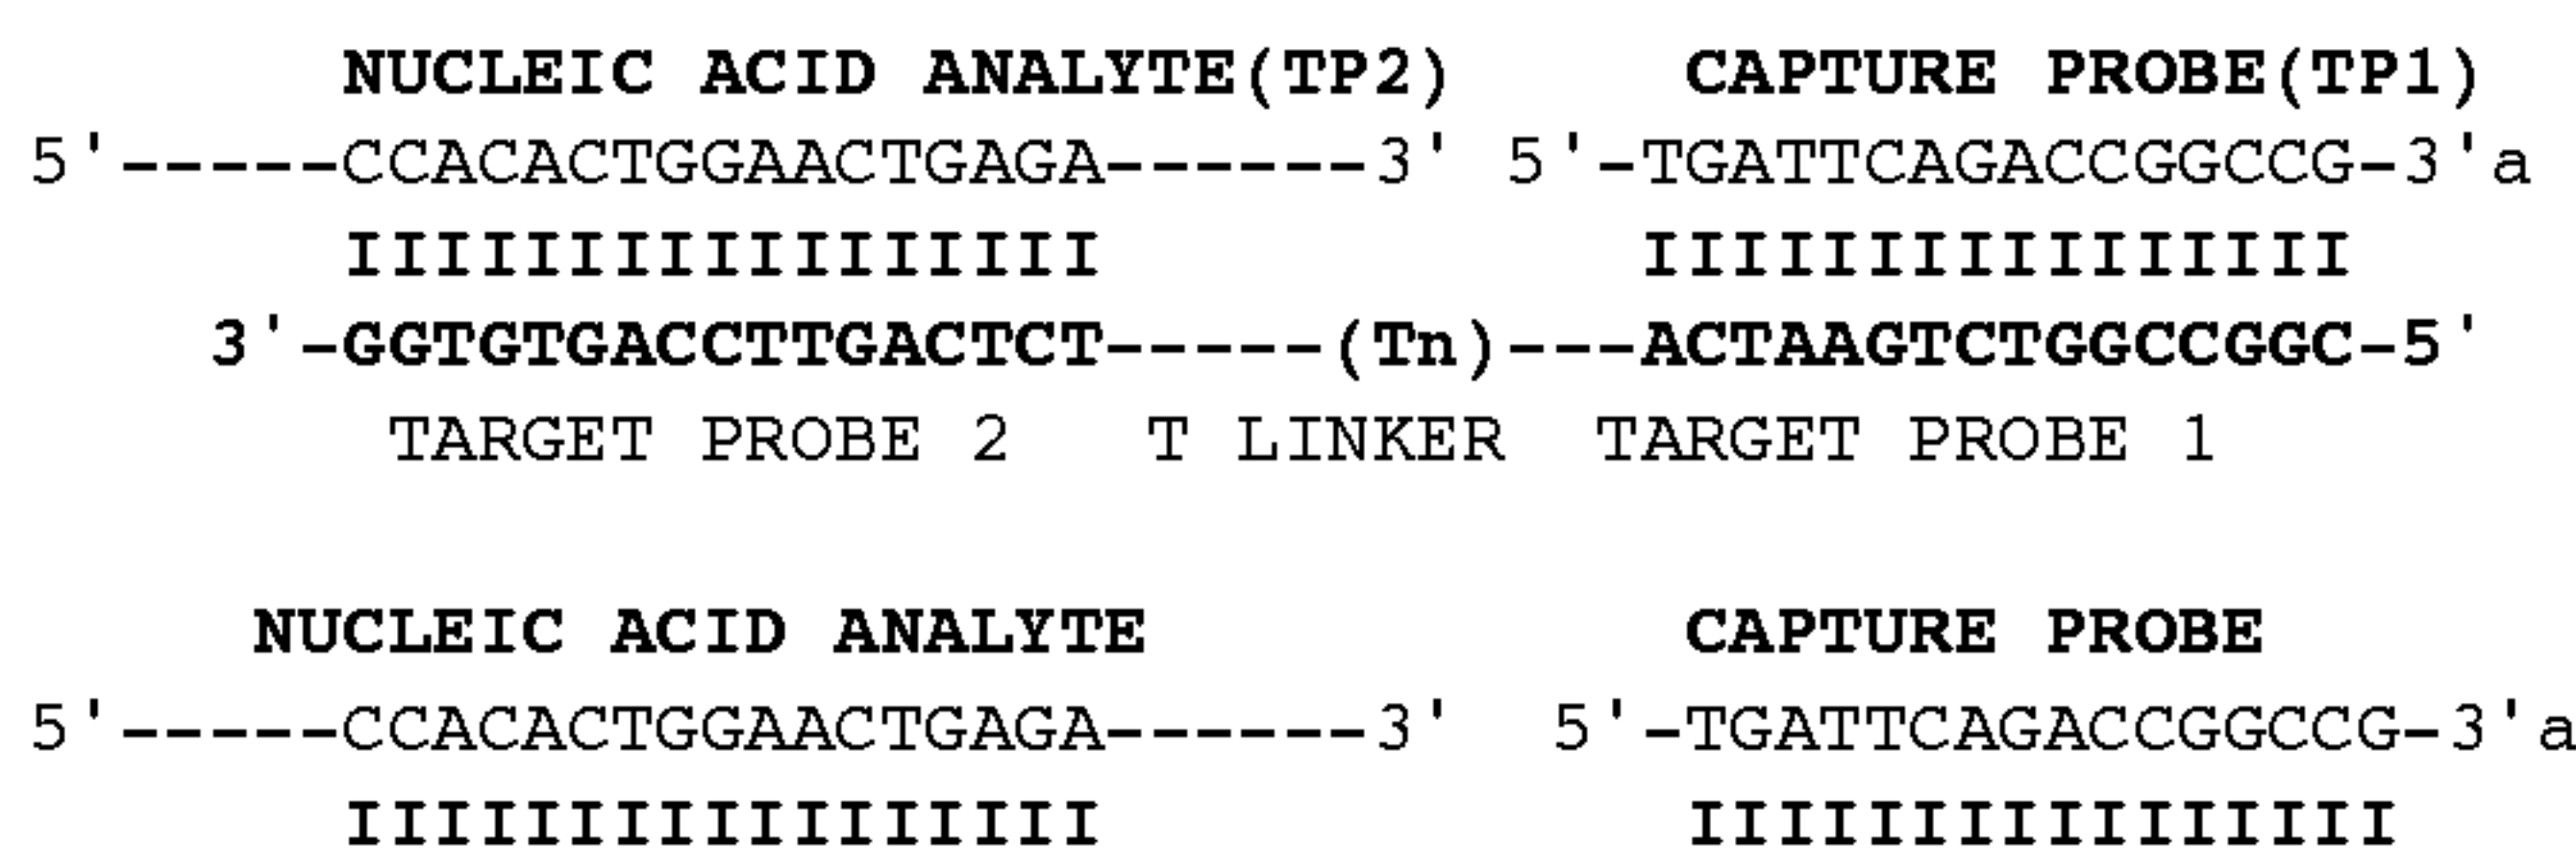 NUCLEIC ACID ANALYTE(TP2) CAPTURE PROBE(TP1)
5'-----CCACACTGGAACTGAGA------3' 5'-TGATTCAGACCGGCCG-3'a
IIIIIIIIIIIIIIIII IIIIIIIIIIIIIIII
3'-GGTGTGACCTTGACTCT-----(Tn)---ACTAAGTCTGGCCGGC-5'
TARGET PROBE 2 T LINKER TARGET PROBE 1
NUCLEIC ACID ANALYTE CAPTURE PROBE
5'-----CCACACTGGAACTGAGA------3' 5'-TGATTCAGACCGGCCG-3'a
IIIIIIIIIIIIIIIII IIIIIIIIIIIIIIII